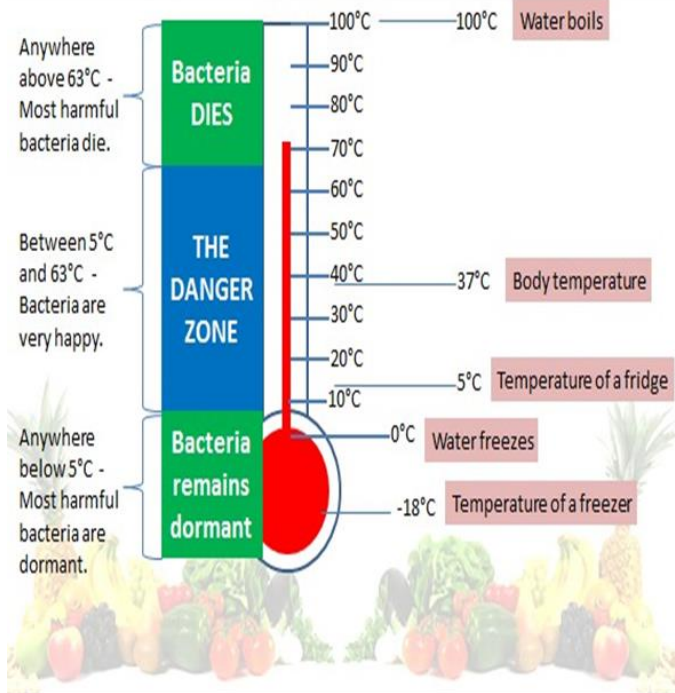 100°C
100°C
Water boils
Anywhere
above 63°C -
Most harmful
bacteria die.
Bacteria
DIES
90°C
80°C
70°C
60°C
50°C
40°C
30°C
20°C
10°C
Between 5°C
and 63°C -
Bacteria are
very happy.
THE
DANGER
ZONE
37°C
Body temperature
5°C
Temperature of a fridge
0°C
Water freezes
Anywhere
below 5°C -
Most harmful
bacteria are
dormant.
Bacteria
remains
dormant
-18°C
Temperature of a freezer